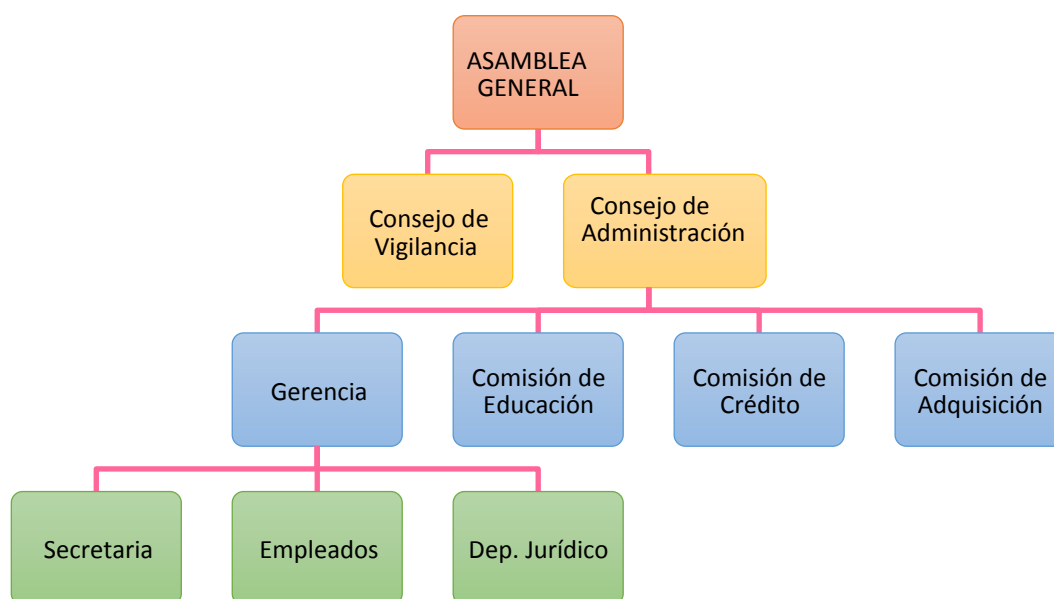 ASAMBLEA
GENERAL
Consejo de
Vigilancia
Consejo de
Administración
Gerencia
Comisión de
Educación
Comisión de
Crédito
Comisión de
Adquisición
Secretaria
Empleados
Dep. Jurídico